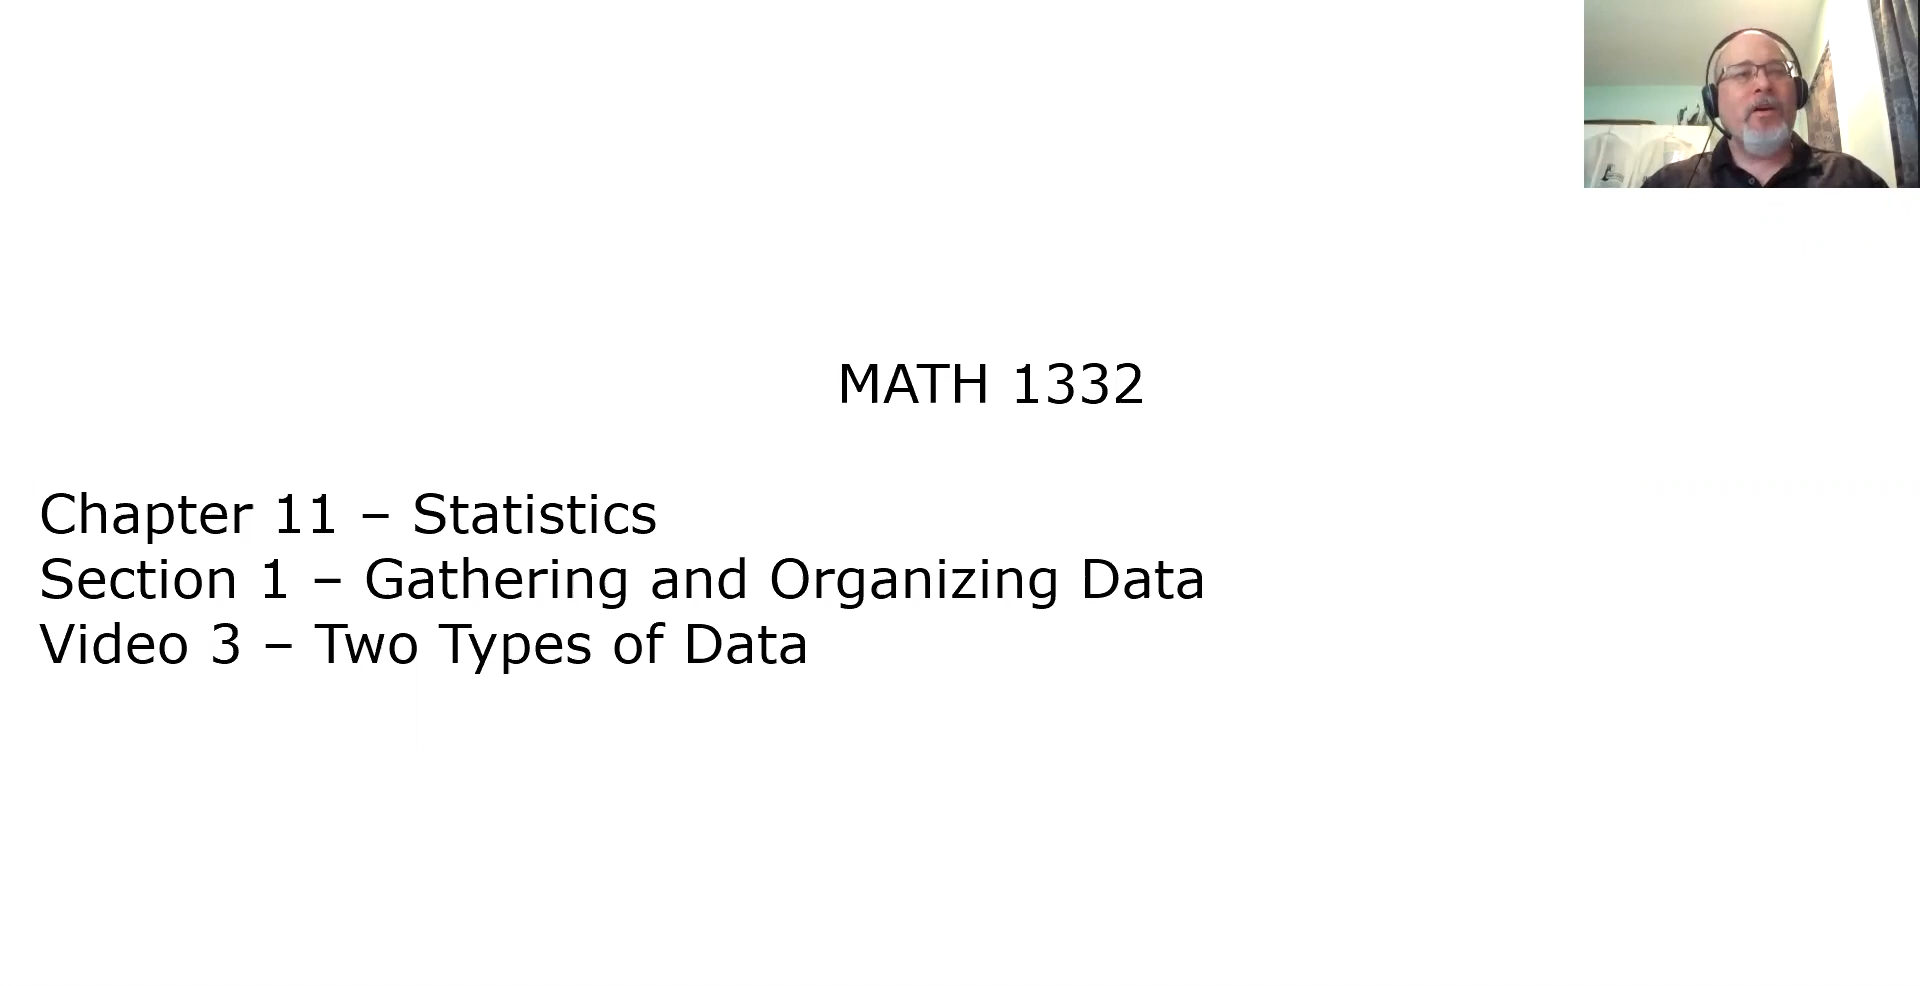 MATH 1332
Chapter 11 – Statistics
Section 1 – Gathering and Organizing Data
Video 3 – Two Types of Data